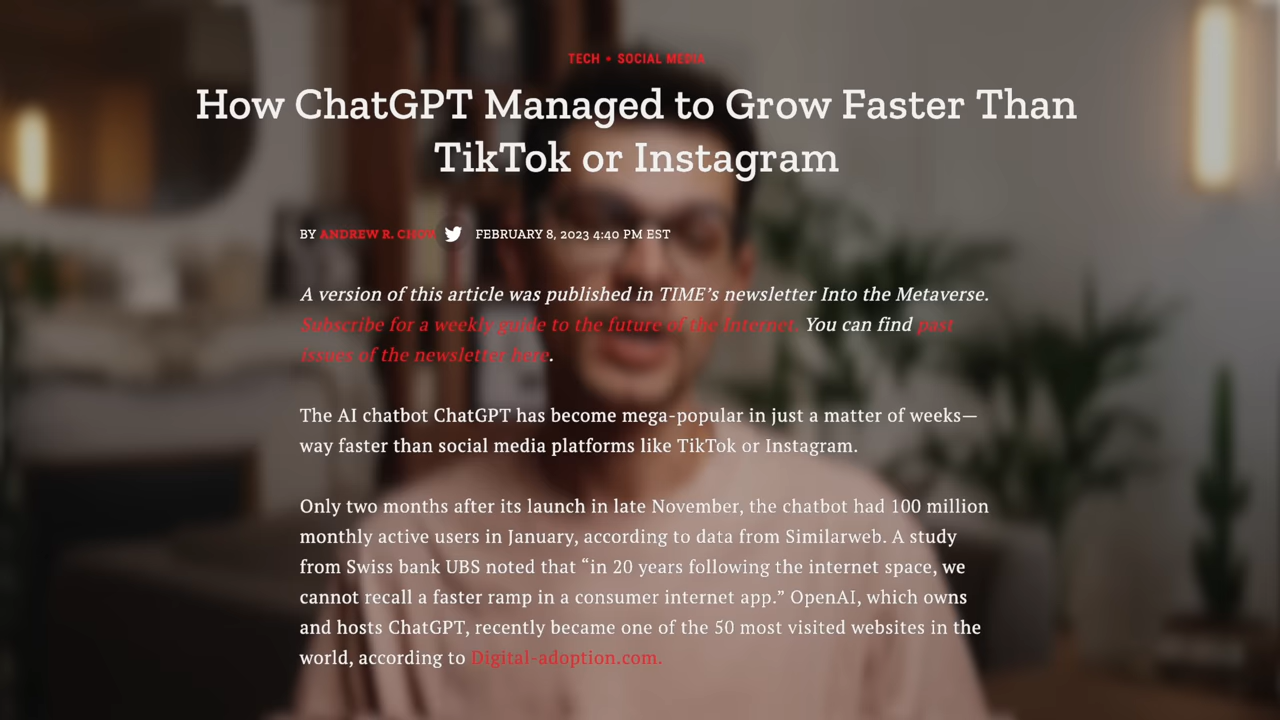 TECH • SOCIAL MEDIA
How ChatGPT Managed to Grow Faster Than
TikTok or Instagram
BY ANDREW R. CHOW FEBRUARY 8, 2023 4:40 PM EST
A version of this article was published in TIME’s newsletter Into the Metaverse.
Subscribe for a weekly guide to the future of the Internet. You can find past
issues of the newsletter here.
The AI chatbot ChatGPT has become mega-popular in just a matter of weeks—
way faster than social media platforms like TikTok or Instagram.
Only two months after its launch in late November, the chatbot had 100 million
monthly active users in January, according to data from Similarweb. A study
from Swiss bank UBS noted that “in 20 years following the internet space, we
cannot recall a faster ramp in a consumer internet app.” OpenAI, which owns
and hosts ChatGPT, recently became one of the 50 most visited websites in the
world, according to Digital-adoption.com.